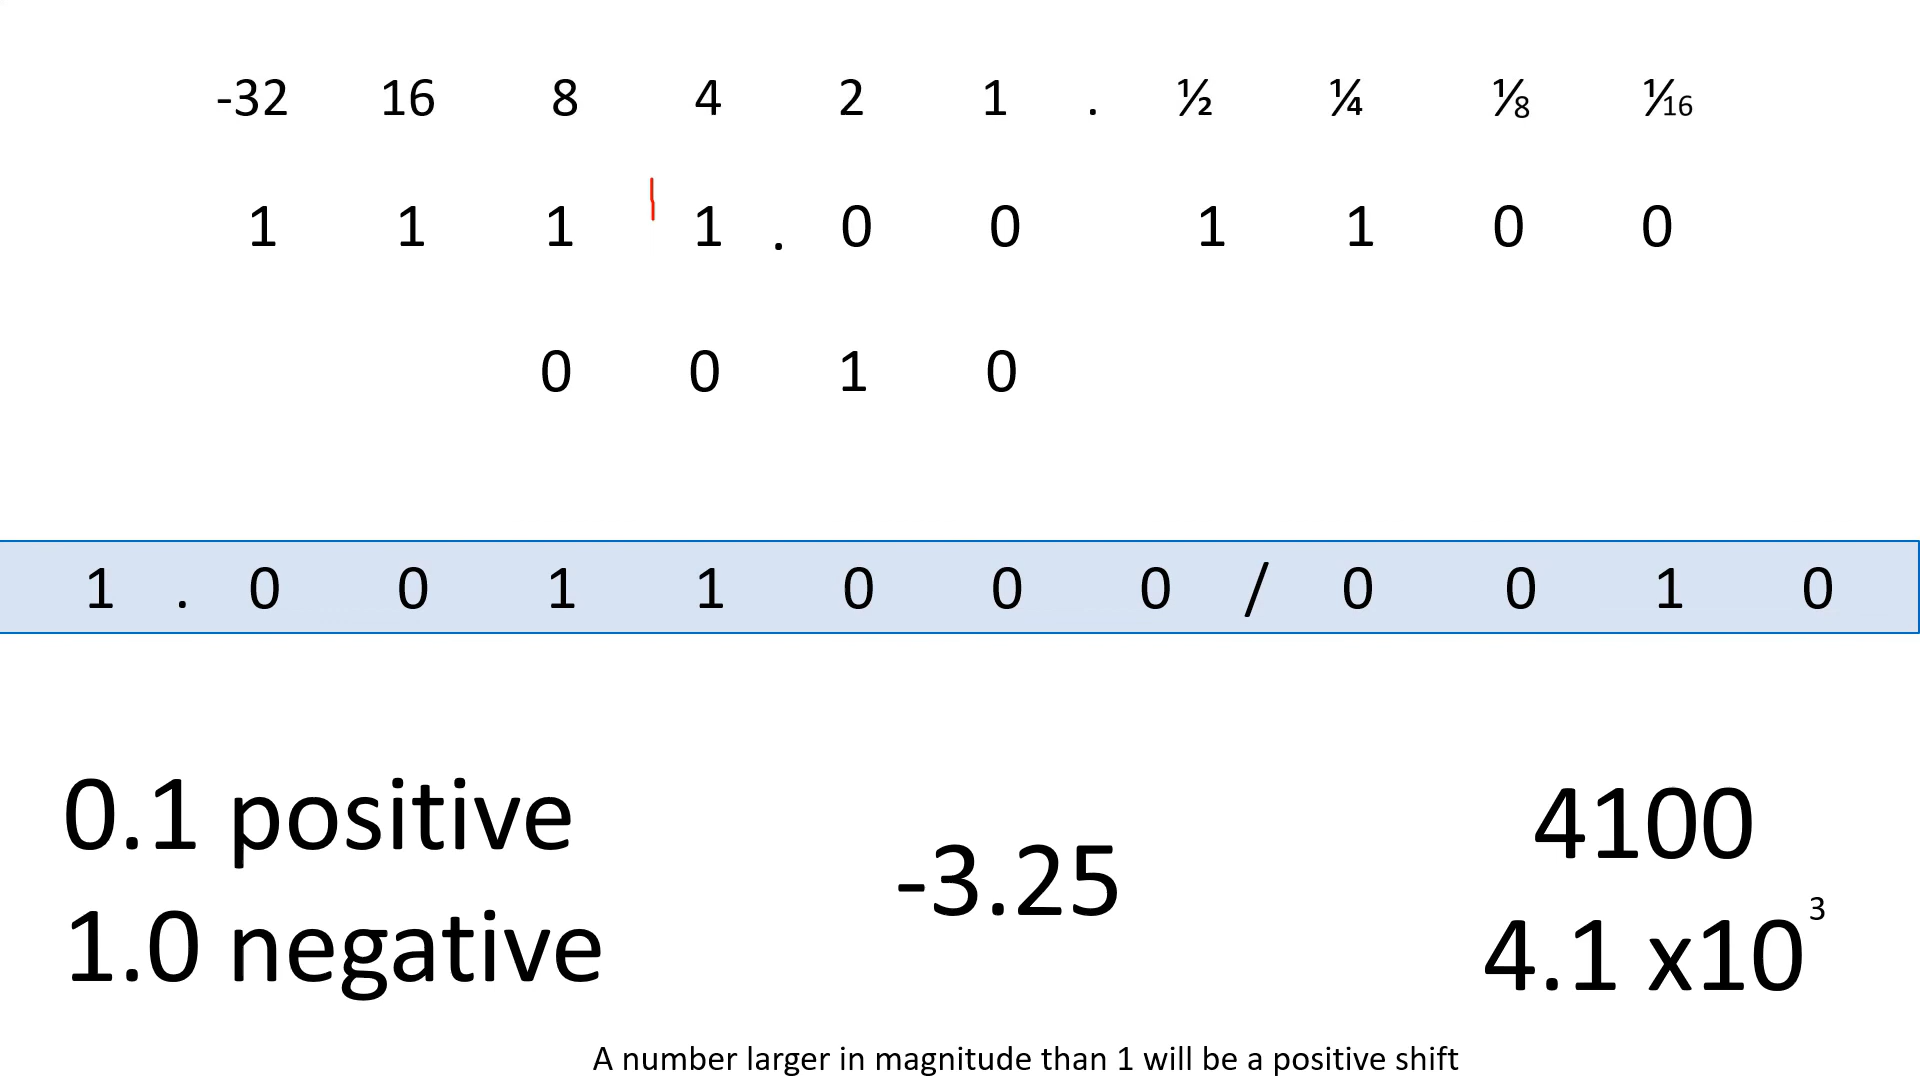 -32 16 8 4 2 1 . ½ ¼ ⅛ 1⁄16
1 1 1 1 . 0 0 1 1 0 0
0 0 1 0
1 . 0 0 1 1 0 0 0 / 0 0 1 0
0.1 positive
1.0 negative
-3.25
4100
4.1 x10³
A number larger in magnitude than 1 will be a positive shift